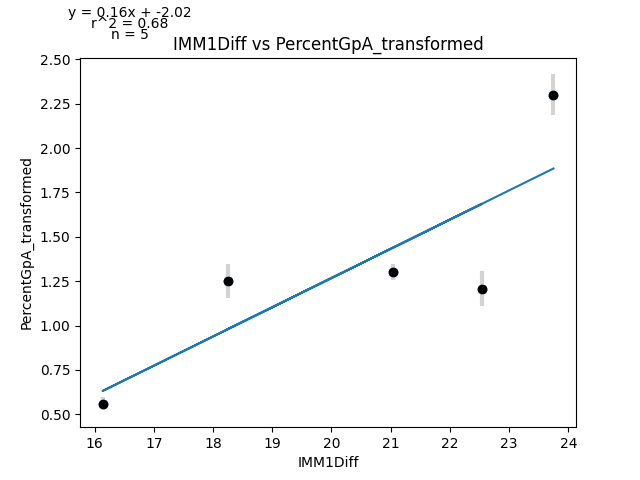 y = 0.16x + -2.02
r^2 = 0.68
n = 5
IMM1Diff vs PercentGpA_transformed
2.50
2.25
2.00
1.75
1.50
1.25
1.00
0.75
0.50
PercentGpA_transformed
16 17 18 19 20 21 22 23 24
IMM1Diff